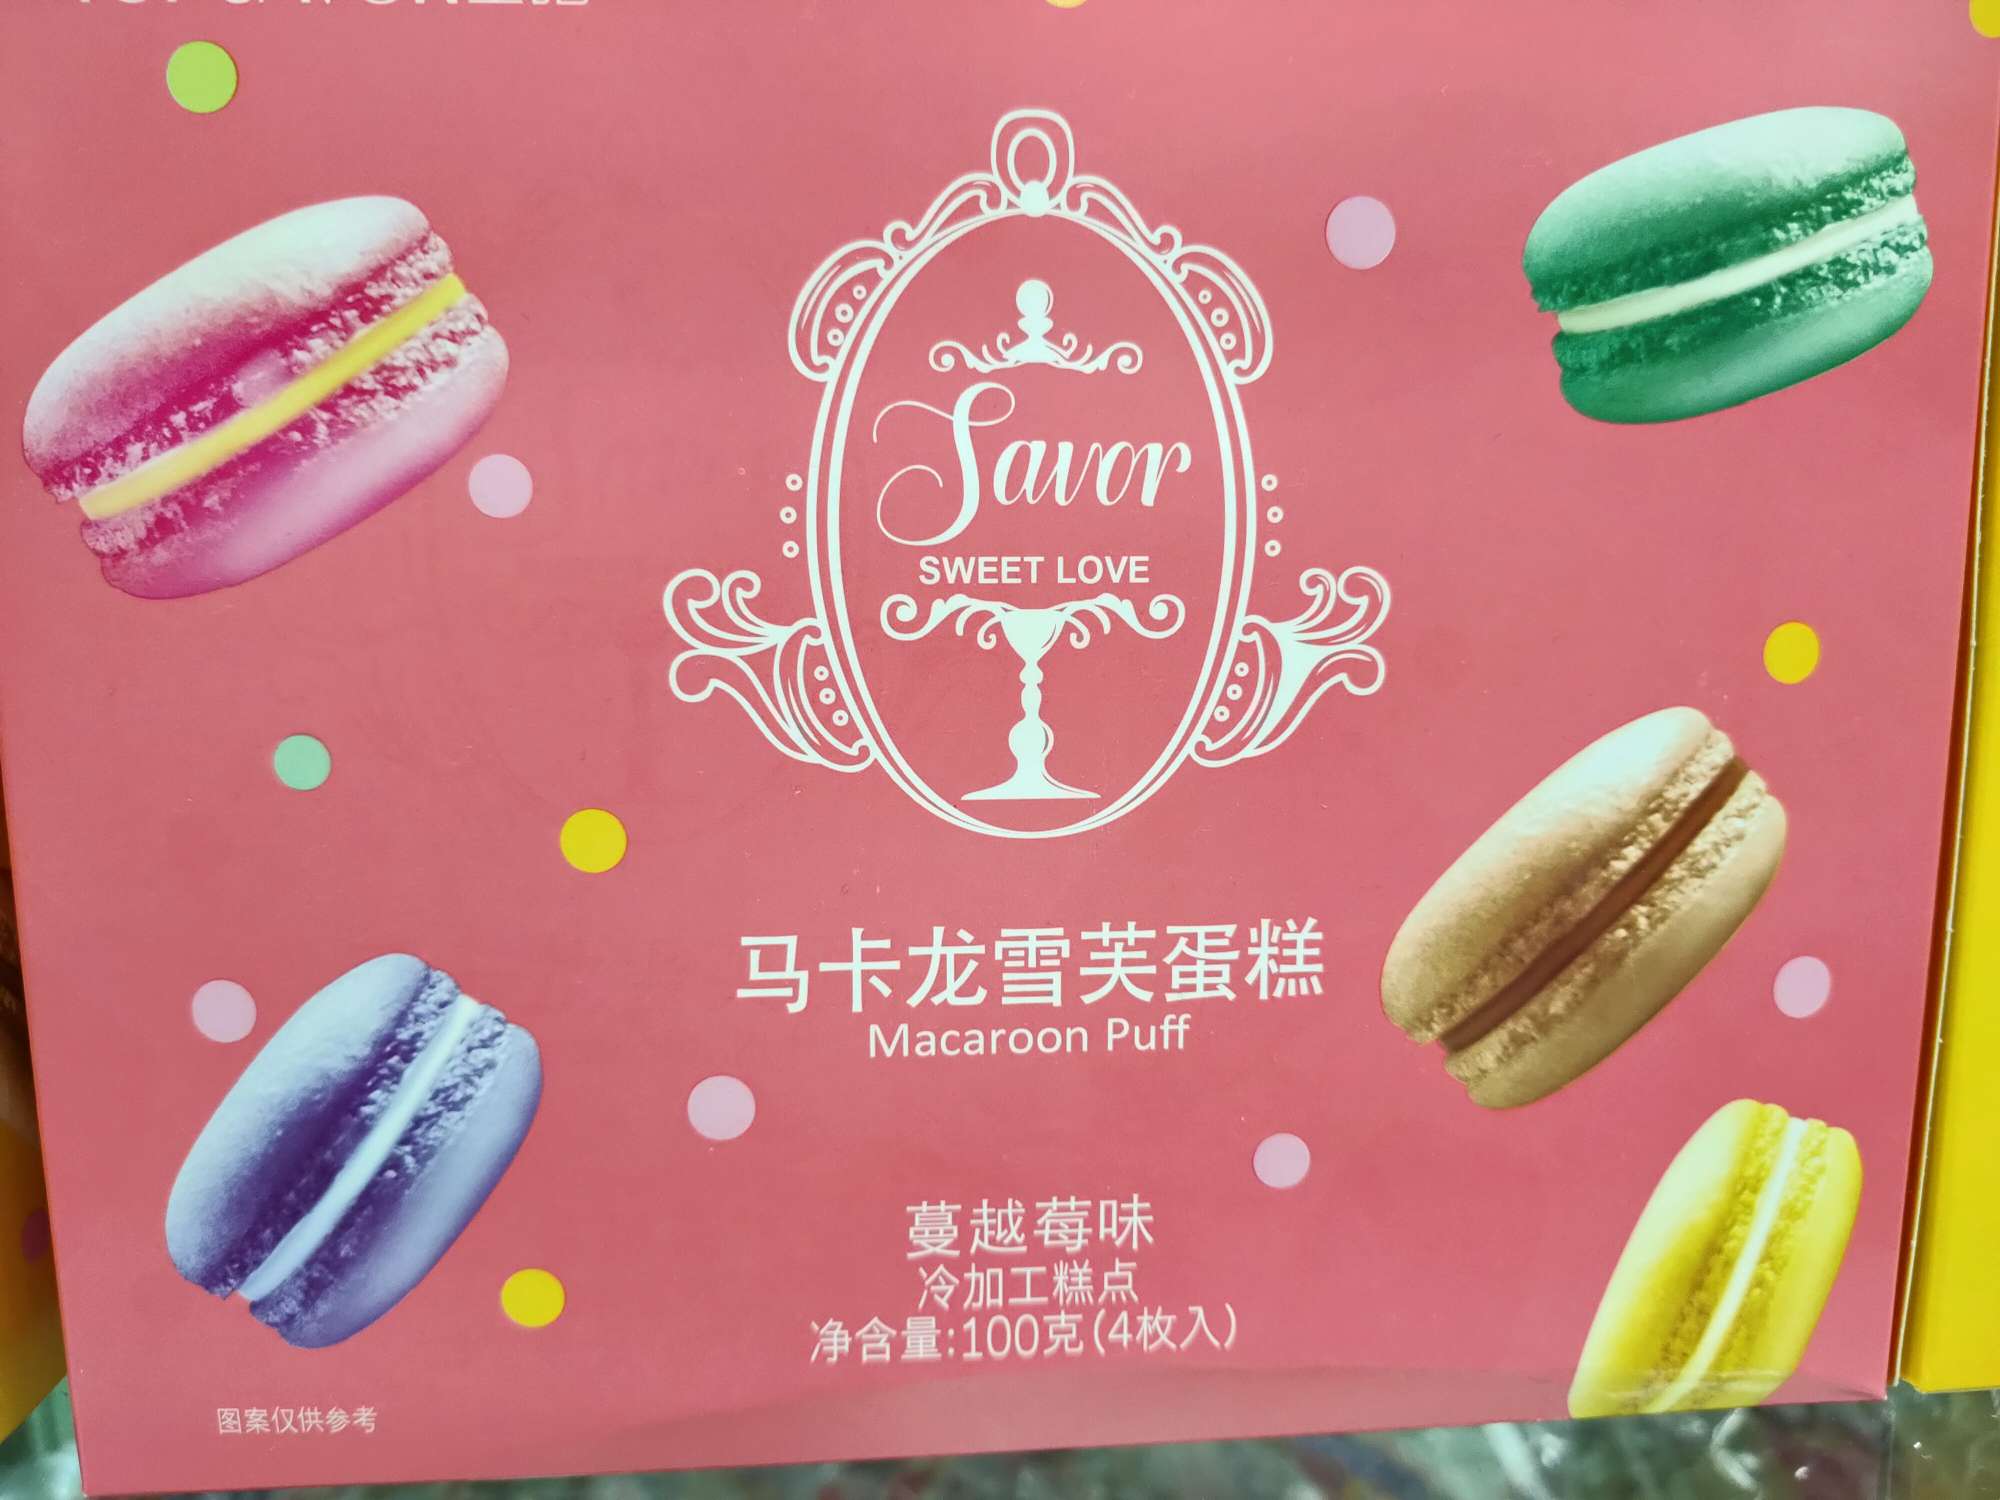 Savor
SWEET LOVE
马卡龙雪芙蛋糕
Macaroon Puff
蔓越莓味
冷加工糕点
净含量:100克(4枚入)
图案仅供参考